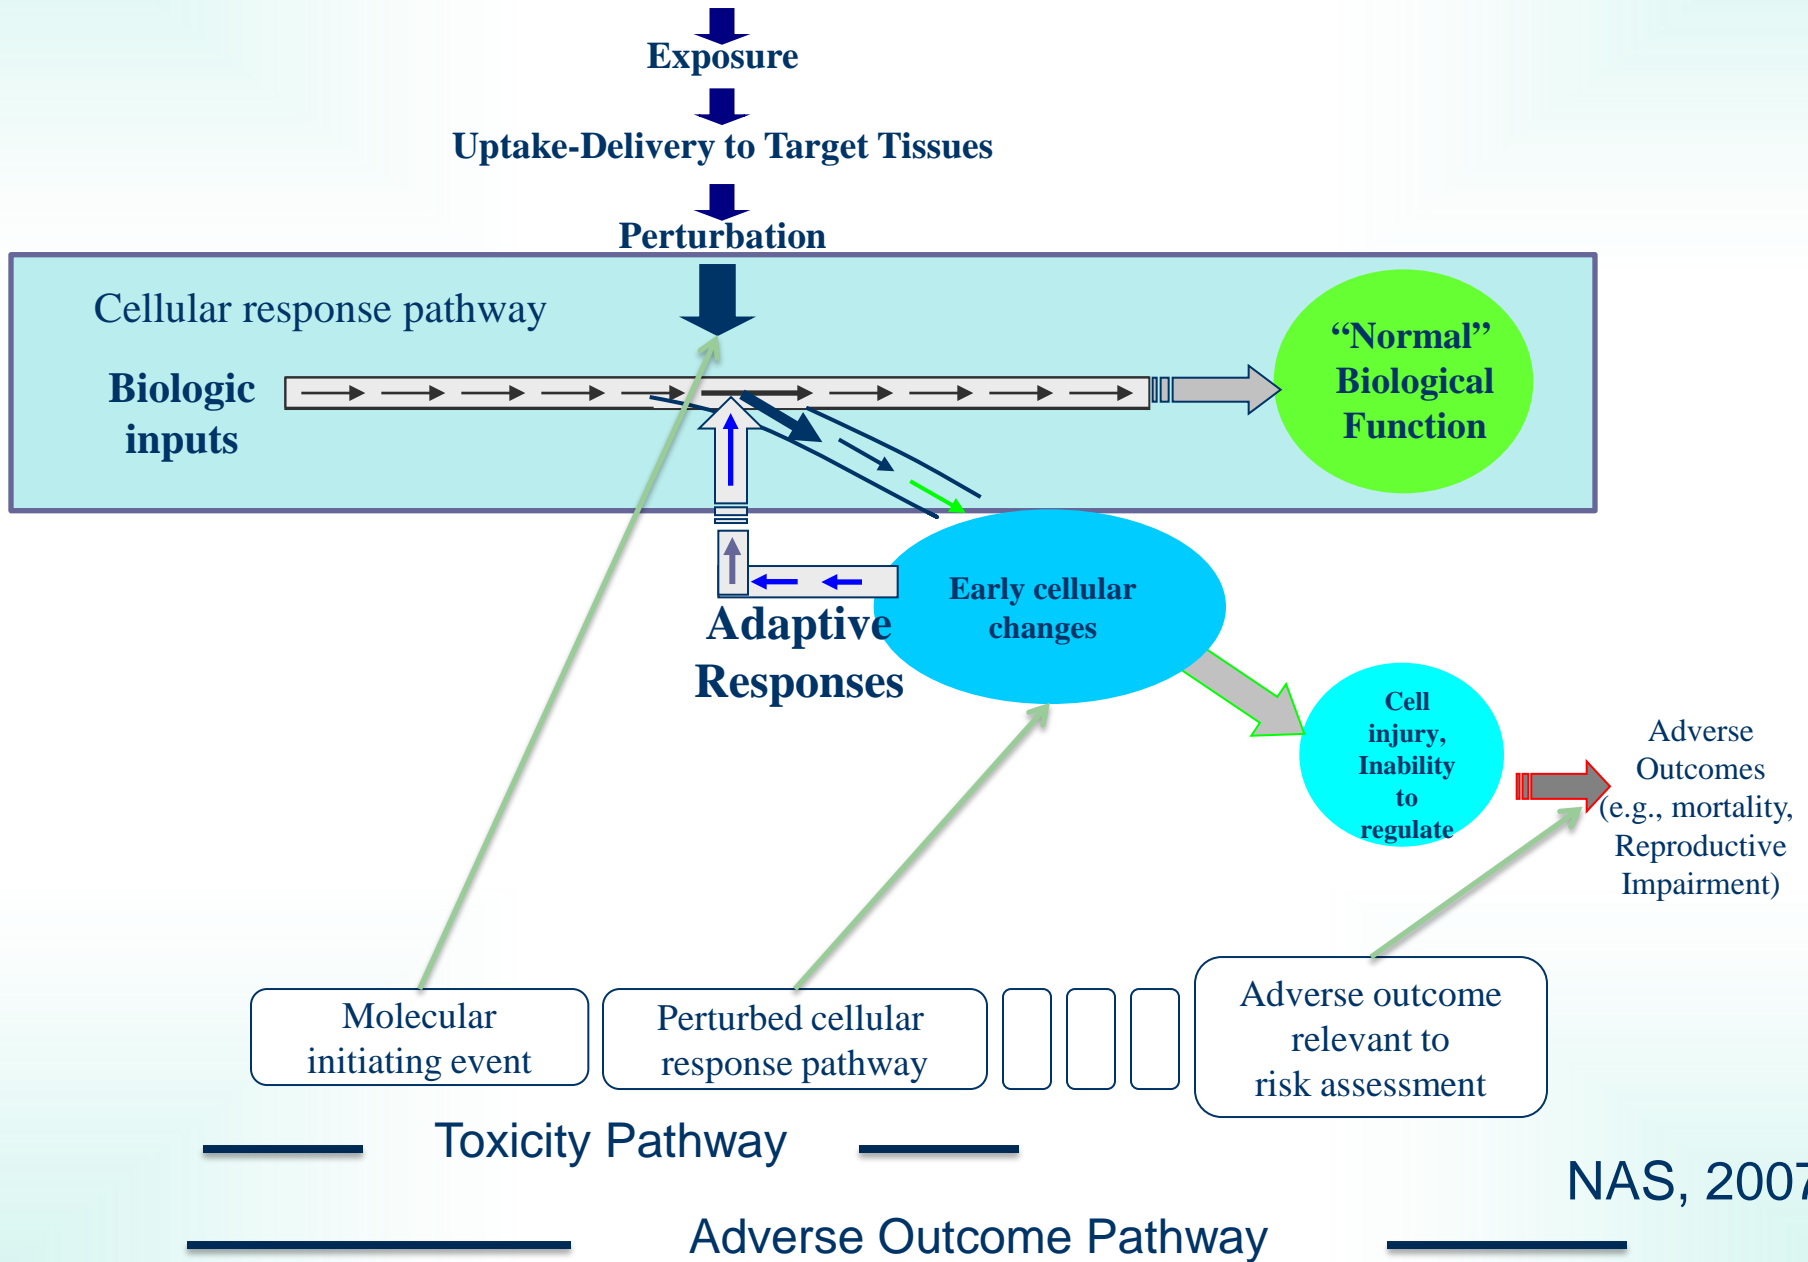 Exposure
Uptake-Delivery to Target Tissues
Perturbation
Cellular response pathway
Biologic
inputs
“Normal”
Biological
Function
Early cellular
changes
Adaptive
Responses
Cell
injury,
Inability
to
regulate
Adverse
Outcomes
(e.g., mortality,
Reproductive
Impairment)
Molecular
initiating event
Perturbed cellular
response pathway
Adverse outcome
relevant to
risk assessment
Toxicity Pathway
NAS, 2007
Adverse Outcome Pathway